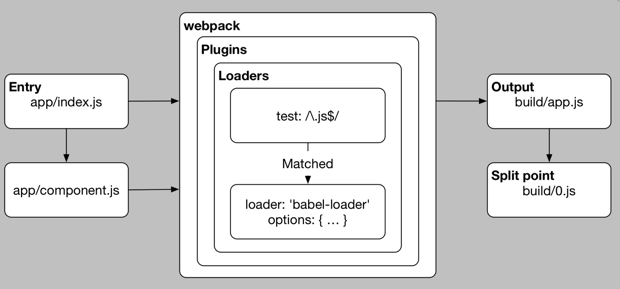 Entry
app/index.js
app/component.js
webpack
Plugins
Loaders
test: /\.js$/
Matched
loader: 'babel-loader'
options: { … }
Output
build/app.js
Split point
build/0.js